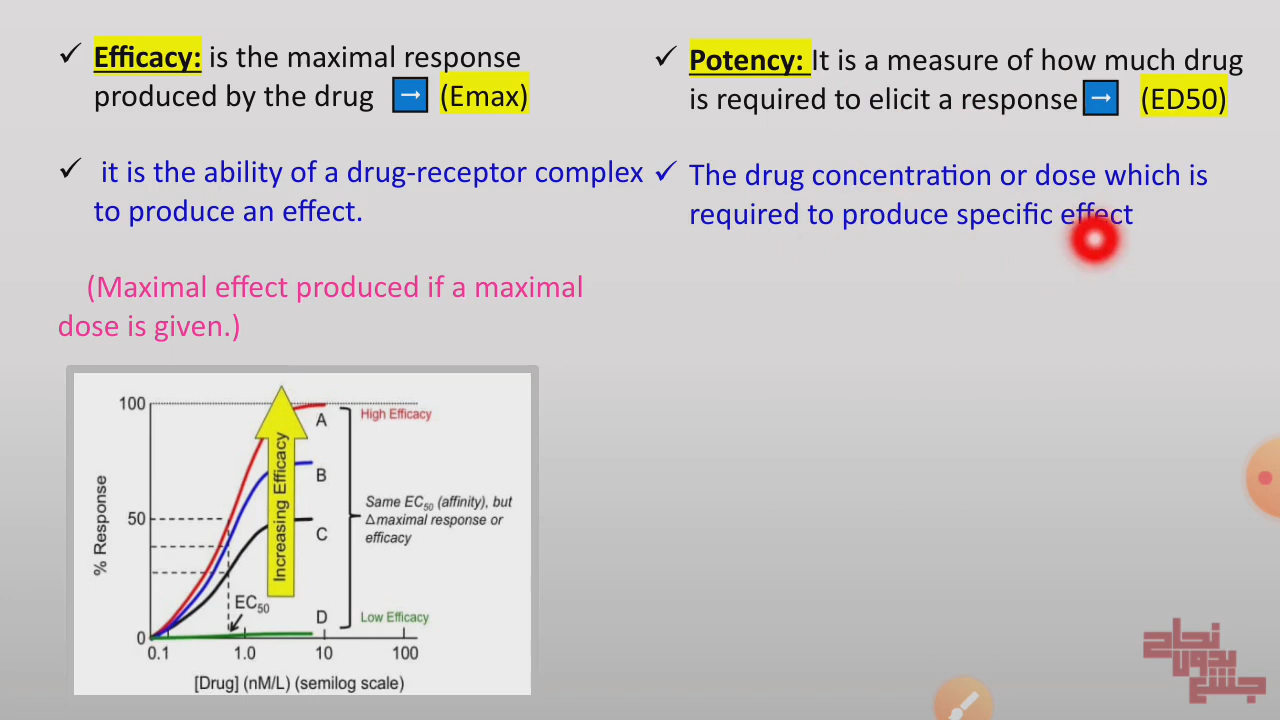 ✓ Efficacy: is the maximal response
produced by the drug → (Emax)
✓ it is the ability of a drug-receptor complex
to produce an effect.
(Maximal effect produced if a maximal
dose is given.)
✓ Potency: It is a measure of how much drug
is required to elicit a response → (ED50)
✓ The drug concentration or dose which is
required to produce specific effect
100
50
0
% Response
Increasing Efficacy
A
B
C
D
High Efficacy
Same EC50 (affinity), but
Δmaximal response or
efficacy
EC50
Low Efficacy
0.1 1.0 10 100
[Drug] (nM/L) (semilog scale)
نجاح
بدون
جشع